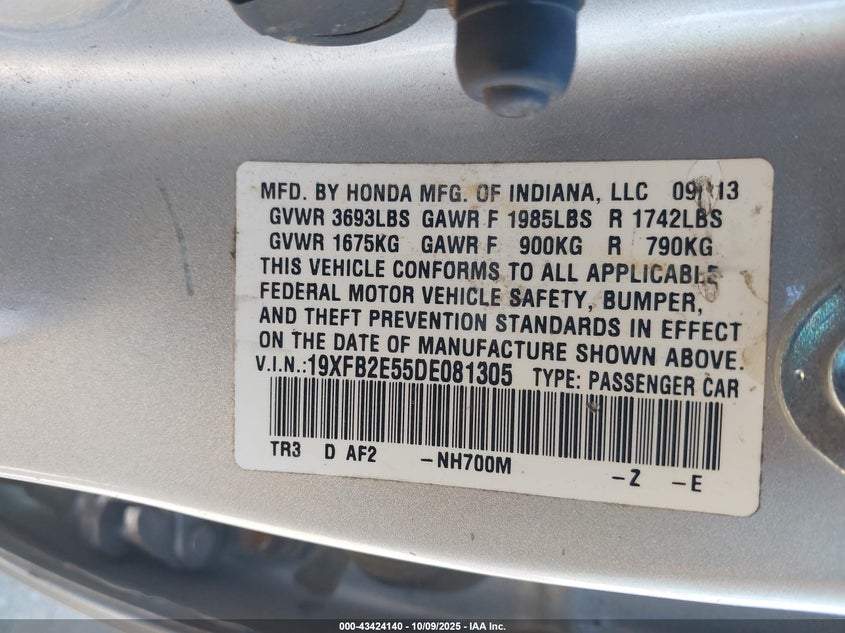 MFD. BY HONDA MFG. OF INDIANA, LLC 09/13
GVWR 3693LBS GAWR F 1985LBS R 1742LBS
GVWR 1675KG GAWR F 900KG R 790KG
THIS VEHICLE CONFORMS TO ALL APPLICABLE
FEDERAL MOTOR VEHICLE SAFETY, BUMPER,
AND THEFT PREVENTION STANDARDS IN EFFECT
ON THE DATE OF MANUFACTURE SHOWN ABOVE.
V.I.N.:19XFB2E55DE081305 TYPE: PASSENGER CAR
TR3 D AF2 -NH700M -Z -E
000-43424140 - 10/09/2025 - IAA Inc.